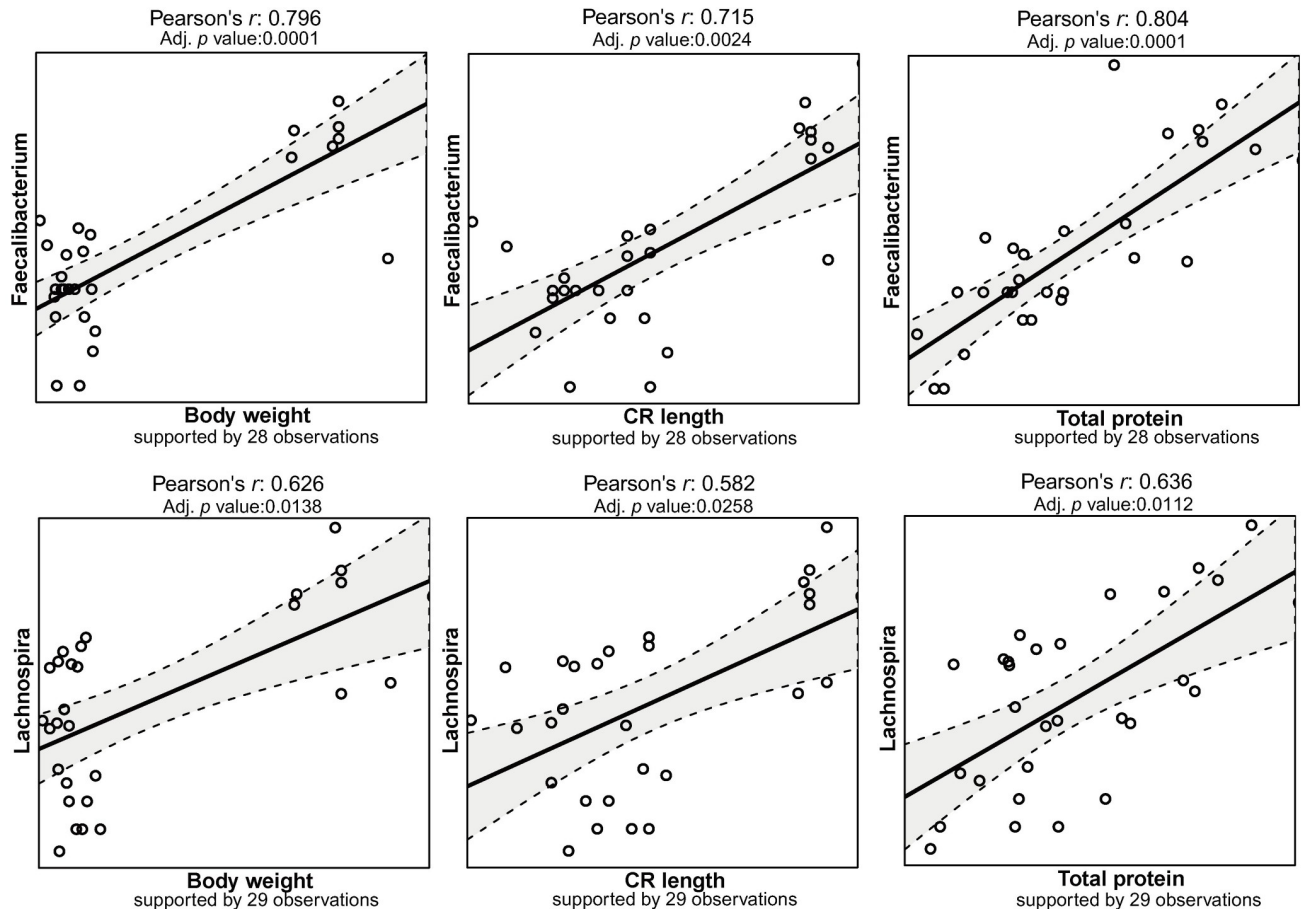 Pearson's r: 0.796
Adj. p value:0.0001
Faecalibacterium
Body weight
supported by 28 observations
Pearson's r: 0.715
Adj. p value:0.0024
Faecalibacterium
CR length
supported by 28 observations
Pearson's r: 0.804
Adj. p value:0.0001
Faecalibacterium
Total protein
supported by 28 observations
Pearson's r: 0.626
Adj. p value:0.0138
Lachnospira
Body weight
supported by 29 observations
Pearson's r: 0.582
Adj. p value:0.0258
Lachnospira
CR length
supported by 29 observations
Pearson's r: 0.636
Adj. p value:0.0112
Lachnospira
Total protein
supported by 29 observations